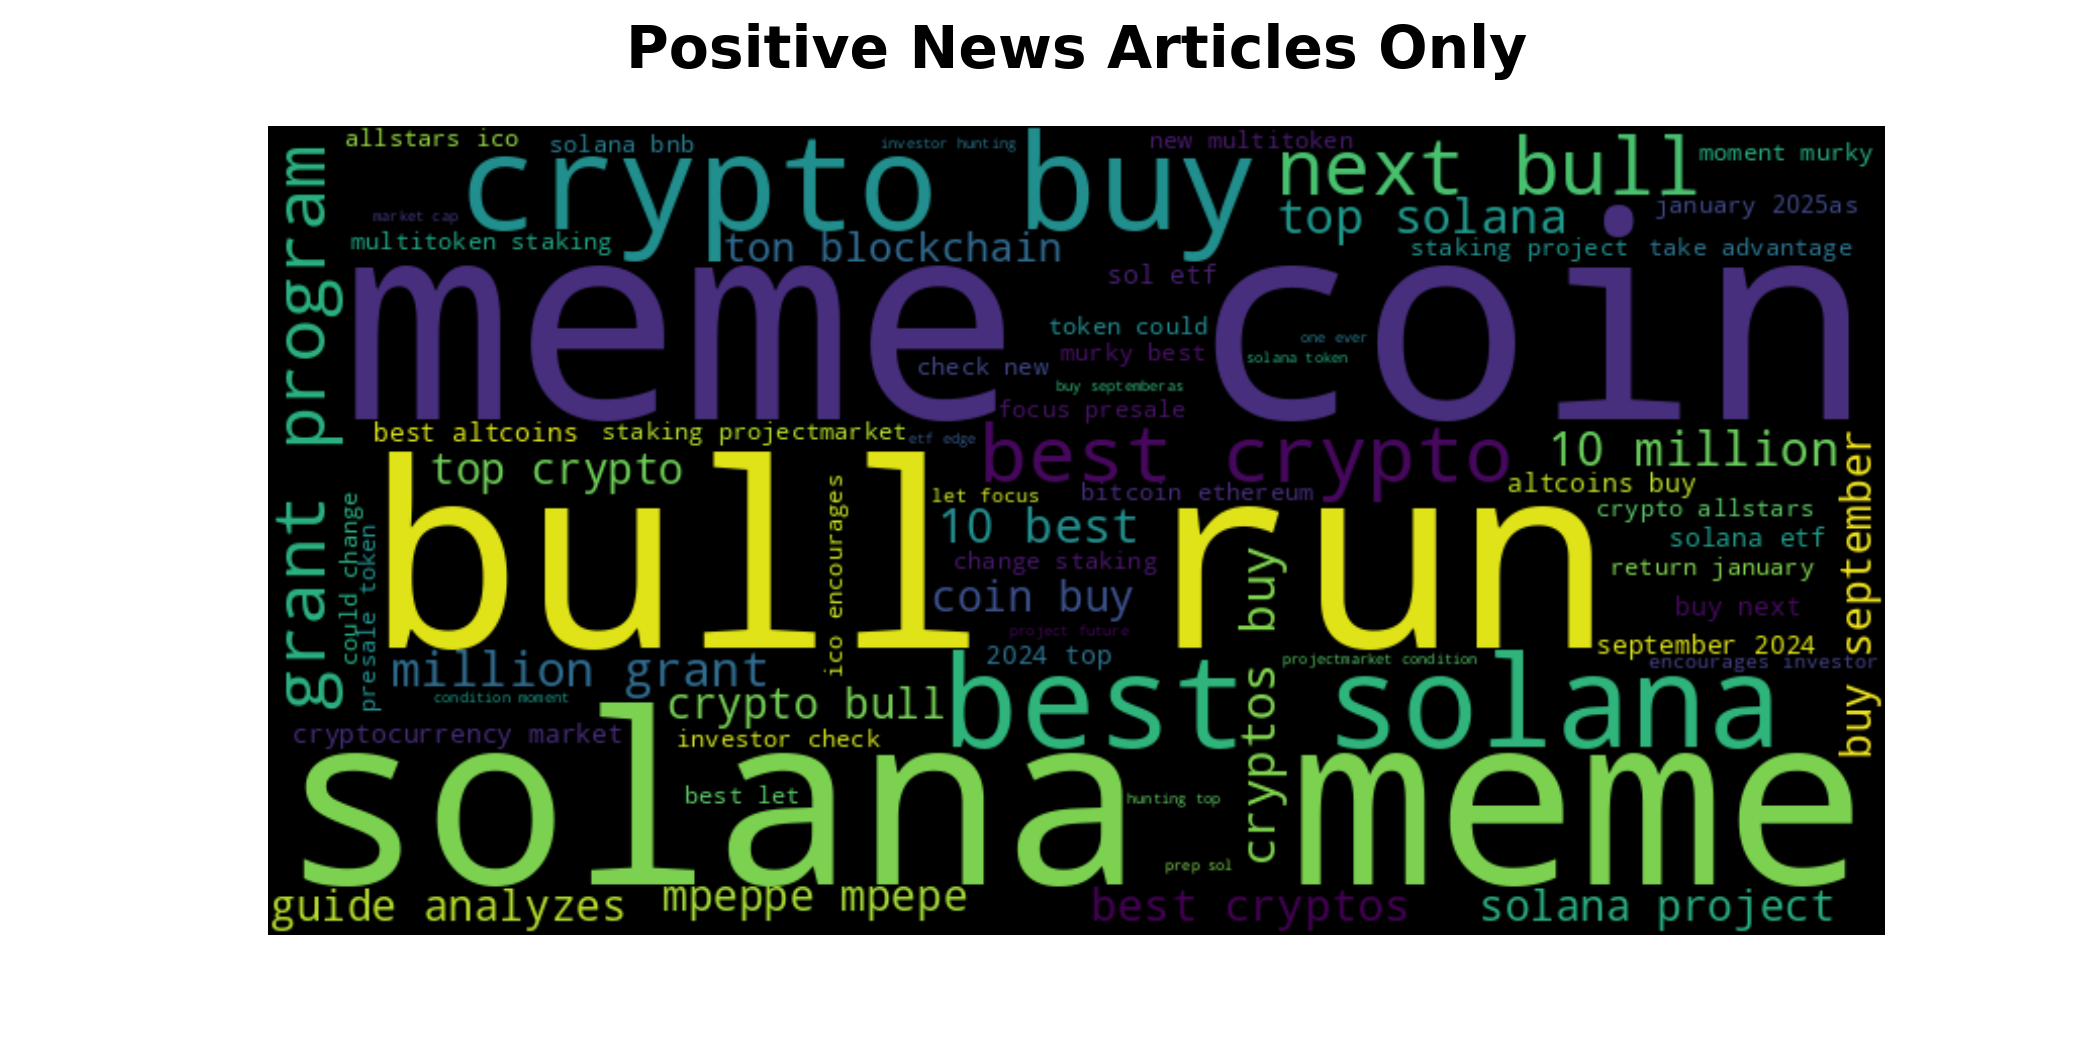 Positive News Articles Only
allstars ico
solana bnb
investor hunting
new multitoken
crypto buy
next bull
moment murky
grant program
market cap
top solana
january 2025as
multitoken staking
ton blockchain
staking project
take advantage
sol etf
meme coin
token could
one ever
murky best
solana token
check new
buy septemberas
focus presale
best altcoins
staking projectmarket
etf edge
best crypto
10 million
top crypto
altcoins buy
let focus
bitcoin ethereum
crypto allstars
10 best
solana etf
bull run
change staking
return january
could change
presale token
ico encourages
coin buy
cryptos buy
buy next
buy september
project future
september 2024
million grant
2024 top
projectmarket condition
encourages investor
condition moment
crypto bull
best solana
cryptocurrency market
investor check
solana meme
best let
hunting top
prep sol
guide analyzes
mpeppe mpepe
best cryptos
solana project